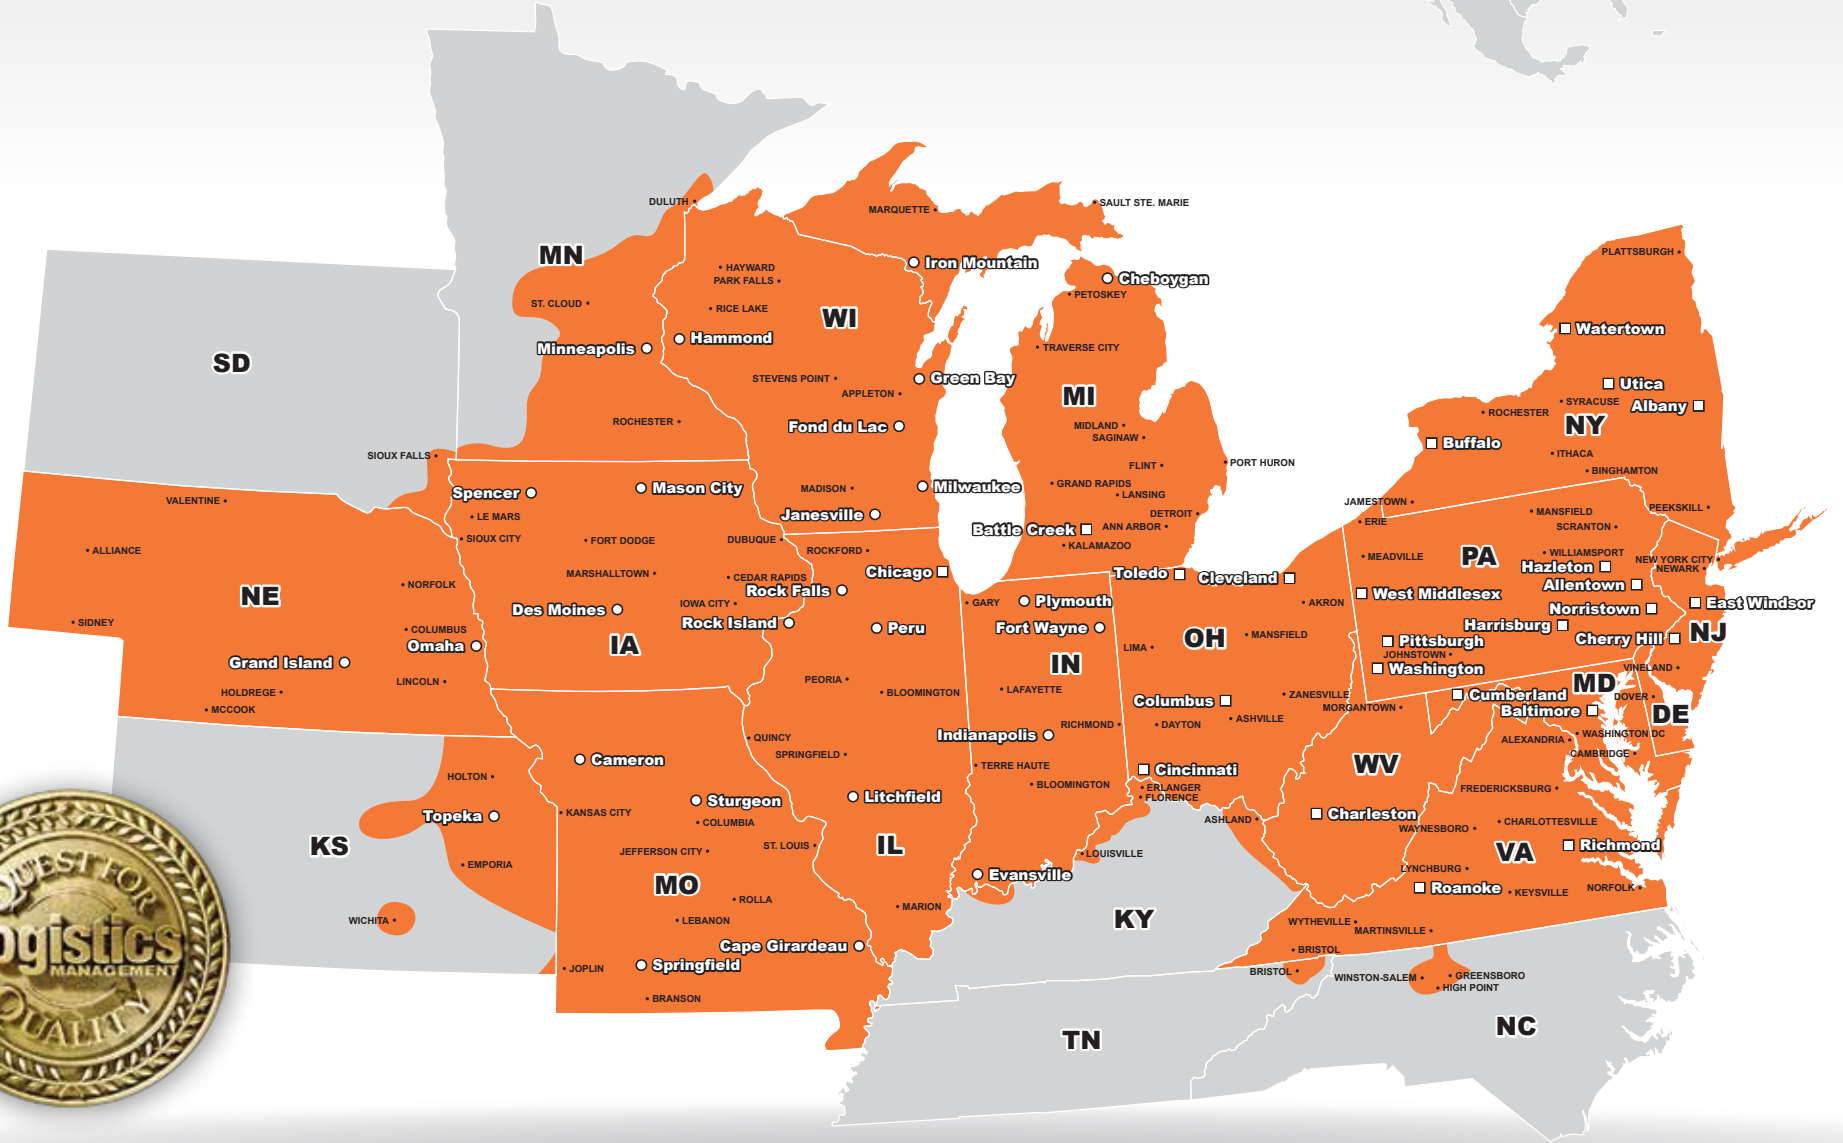 PLATTSBURGH
DULUTH
MARQUETTE
SAULT STE. MARIE
MN
Iron Mountain
HAYWARD
PARK FALLS
Cheboygan
PETOSKEY
ST. CLOUD
RICE LAKE
WI
Watertown
Hammond
Minneapolis
TRAVERSE CITY
SD
STEVENS POINT
Green Bay
APPLETON
MI
Utica
SYRACUSE
Albany
ROCHESTER
NY
ROCHESTER
Fond du Lac
MIDLAND
SAGINAW
Buffalo
ITHACA
SIOUX FALLS
FLINT
PORT HURON
BINGHAMTON
Spencer
Mason City
MADISON
Milwaukee
GRAND RAPIDS
LANSING
VALENTINE
JAMESTOWN
PEEKSKILL
LE MARS
Janesville
DETROIT
MANSFIELD
ERIE
Battle Creek
ANN ARBOR
SCRANTON
SIOUX CITY
FORT DODGE
DUBUQUE
KALAMAZOO
ALLIANCE
ROCKFORD
MEADVILLE
PA
WILLIAMSPORT
NEW YORK CITY
NEWARK
Hazleton
MARSHALLTOWN
CEDAR RAPIDS
Chicago
Toledo
Cleveland
NORFOLK
Rock Falls
Allentown
NE
West Middlesex
IOWA CITY
GARY
Plymouth
AKRON
East Windsor
Des Moines
Norristown
SIDNEY
Rock Island
Peru
Fort Wayne
Harrisburg
COLUMBUS
OH
MANSFIELD
NJ
Omaha
IA
LIMA
Pittsburgh
Cherry Hill
JOHNSTOWN
Grand Island
IN
Washington
VINELAND
LINCOLN
PEORIA
MD
HOLDREGE
BLOOMINGTON
LAFAYETTE
ZANESVILLE
Cumberland
DOVER
MCCOOK
Columbus
MORGANTOWN
Baltimore
DE
RICHMOND
DAYTON
ASHVILLE
QUINCY
Indianapolis
WASHINGTON DC
ALEXANDRIA
SPRINGFIELD
CAMBRIDGE
Cameron
TERRE HAUTE
WV
Cincinnati
HOLTON
BLOOMINGTON
ERLANGER
FLORENCE
FREDERICKSBURG
Sturgeon
Litchfield
Topeka
KANSAS CITY
Charleston
COLUMBIA
ASHLAND
CHARLOTTESVILLE
WAYNESBORO
KS
JEFFERSON CITY
ST. LOUIS
IL
LOUISVILLE
VA
Richmond
EMPORIA
LYNCHBURG
Evansville
MO
Roanoke
KEYSVILLE
NORFOLK
ROLLA
MARION
WICHITA
LEBANON
KY
WYTHEVILLE
MARTINSVILLE
Cape Girardeau
BRISTOL
JOPLIN
Springfield
BRISTOL
WINSTON-SALEM
GREENSBORO
HIGH POINT
BRANSON
TN
NC
QUEST FOR
ogistics
MANAGEMENT
QUALITY